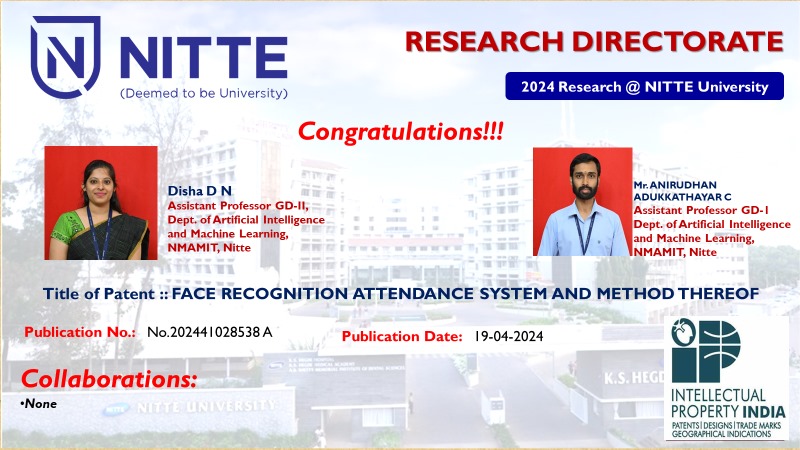 NITTE
(Deemed to be University)
RESEARCH DIRECTORATE
2024 Research @ NITTE University
Congratulations!!!
Disha D N
Assistant Professor GD-II,
Dept. of Artificial Intelligence
and Machine Learning,
NMAMIT, Nitte
Mr. ANIRUDHAN
ADUKKATHAYAR C
Assistant Professor GD-I
Dept. of Artificial Intelligence
and Machine Learning,
NMAMIT, Nitte
Title of Patent :: FACE RECOGNITION ATTENDANCE SYSTEM AND METHOD THEREOF
Publication No.: No.202441028538 A
Publication Date: 19-04-2024
Collaborations:
•None
NITTE UNIVERSITY
K.S. HEGD
INTELLECTUAL
PROPERTY INDIA
PATENTS | DESIGNS | TRADE MARKS
GEOGRAPHICAL INDICATIONS